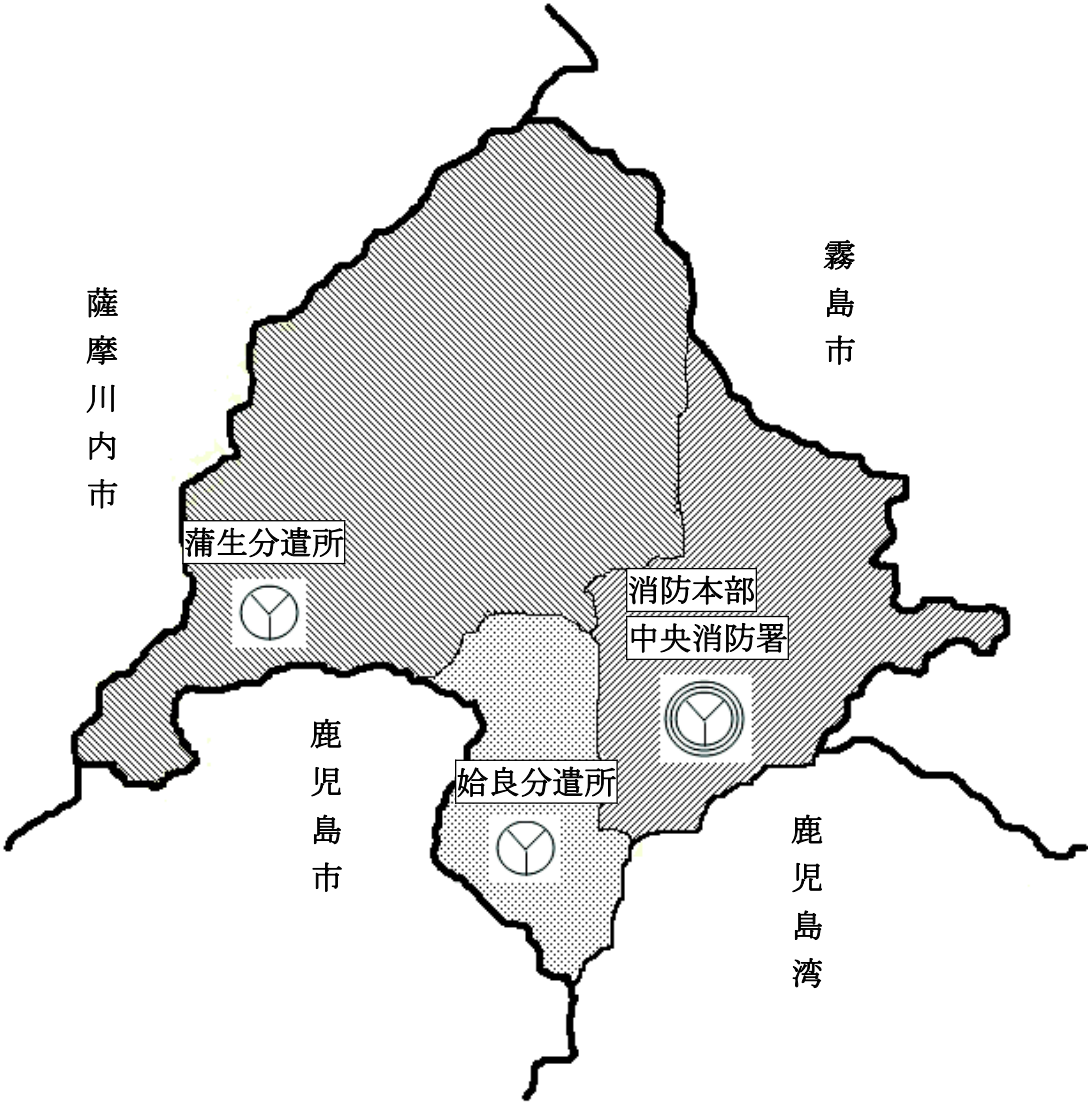 霧島市
薩摩川内市
蒲生分遣所
消防本部
中央消防署
鹿児島市
姶良分遣所
鹿児島湾